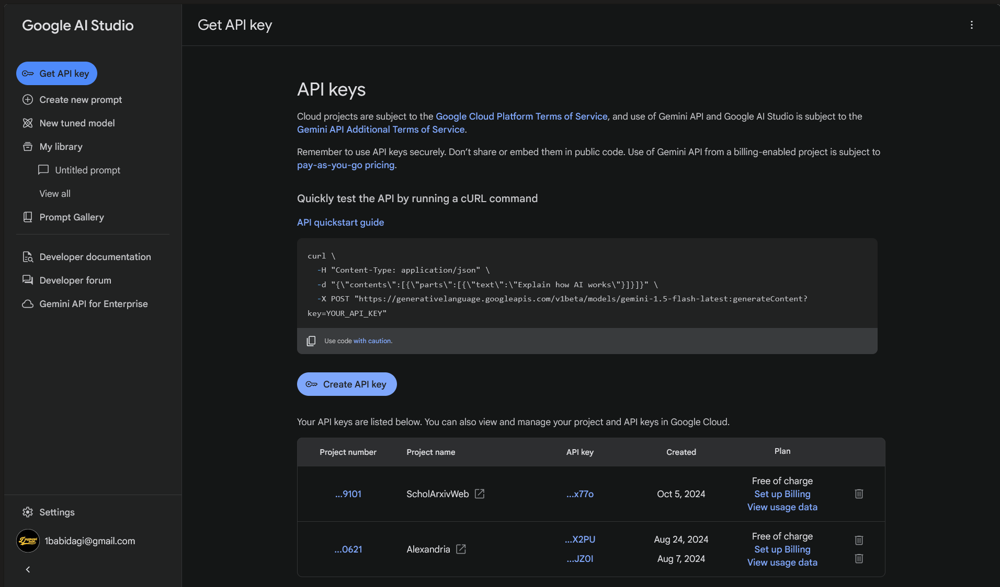 Google AI Studio
Get API key
Create new prompt
New tuned model
My library
Untitled prompt
View all
Prompt Gallery
Developer documentation
Developer forum
Gemini API for Enterprise
Settings
1babidagi@gmail.com
Get API key
API keys
Cloud projects are subject to the Google Cloud Platform Terms of Service, and use of Gemini API and Google AI Studio is subject to the
Gemini API Additional Terms of Service.
Remember to use API keys securely. Don’t share or embed them in public code. Use of Gemini API from a billing-enabled project is subject to
pay-as-you-go pricing.
Quickly test the API by running a cURL command
API quickstart guide
curl \
-H "Content-Type: application/json" \
-d "{\"contents\":[{\"parts\":[{\"text\":\"Explain how AI works\"}]}]}" \
-X POST "https://generativelanguage.googleapis.com/v1beta/models/gemini-1.5-flash-latest:generateContent?
key=YOUR_API_KEY"
Use code with caution.
Create API key
Your API keys are listed below. You can also view and manage your project and API keys in Google Cloud.
Project number Project name API key Created Plan
...9101 ScholArxivWeb ...x77o Oct 5, 2024 Free of charge
Set up Billing
View usage data
...0621 Alexandria ...X2PU Aug 24, 2024 Free of charge
Set up Billing
...JZ0I Aug 7, 2024 View usage data